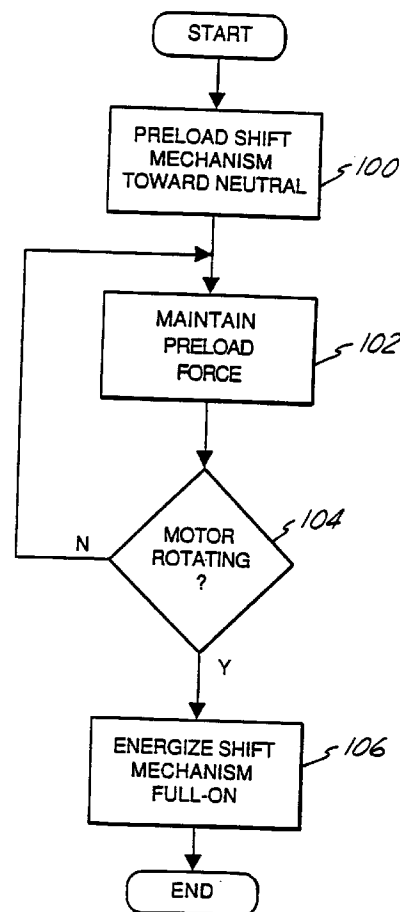 START
PRELOAD SHIFT
MECHANISM
TOWARD NEUTRAL
100
MAINTAIN
PRELOAD
FORCE
102
MOTOR
ROTATING
?
104
N
Y
ENERGIZE SHIFT
MECHANISM
FULL-ON
106
END